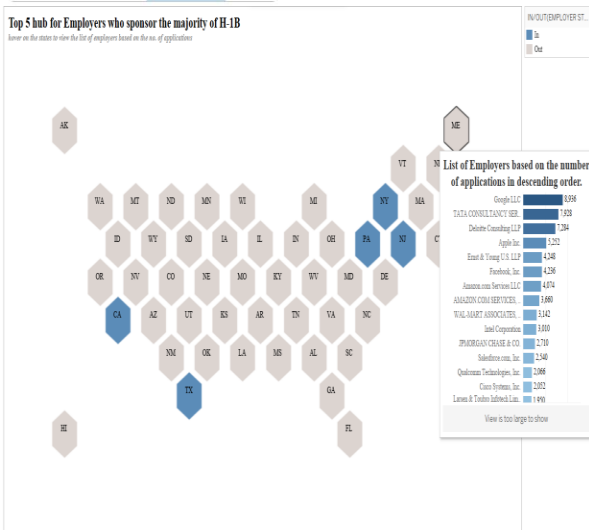 Top 5 hub for Employers who sponsor the majority of H-1B
hover on the states to view the list of employers based on the no. of applications
IN/OUT(EMPLOYER ST...
In
Out
AK
ME
VT
WA MT ND MN WI MI NY MA
ID WY SD IA IL IN OH PA NJ
OR NV CO NE MO KY WV MD DE
CA AZ UT KS AR TN VA NC
NM OK LA MS AL SC
TX GA
HI FL
List of Employers based on the number
of applications in descending order.
Google LLC 8,936
TATA CONSULTANCY SER.. 7,928
Deloitte Consulting LLP 7,284
Apple Inc. 5,252
Ernst & Young U.S. LLP 4,248
Facebook, Inc. 4,236
Amazon.com Services LLC 4,074
AMAZON.COM SERVICES, .. 3,660
WAL-MART ASSOCIATES, .. 3,142
Intel Corporation 3,010
JPMORGAN CHASE & CO. 2,710
Salesforce.com, Inc. 2,540
Qualcomm Technologies, Inc. 2,066
Cisco Systems, Inc. 2,052
Larsen & Toubro Infotech Lim.. 1,950
View is too large to show